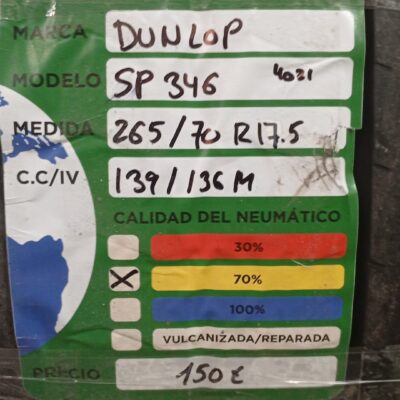 MARCA DUNLOP
MODELO SP 346 4021
MEDIDA 265/70 R17.5
C.C/IV 139/136 M
CALIDAD DEL NEUMÁTICO
30%
X 70%
100%
VULCANIZADA/REPARADA
PRECIO 150 €